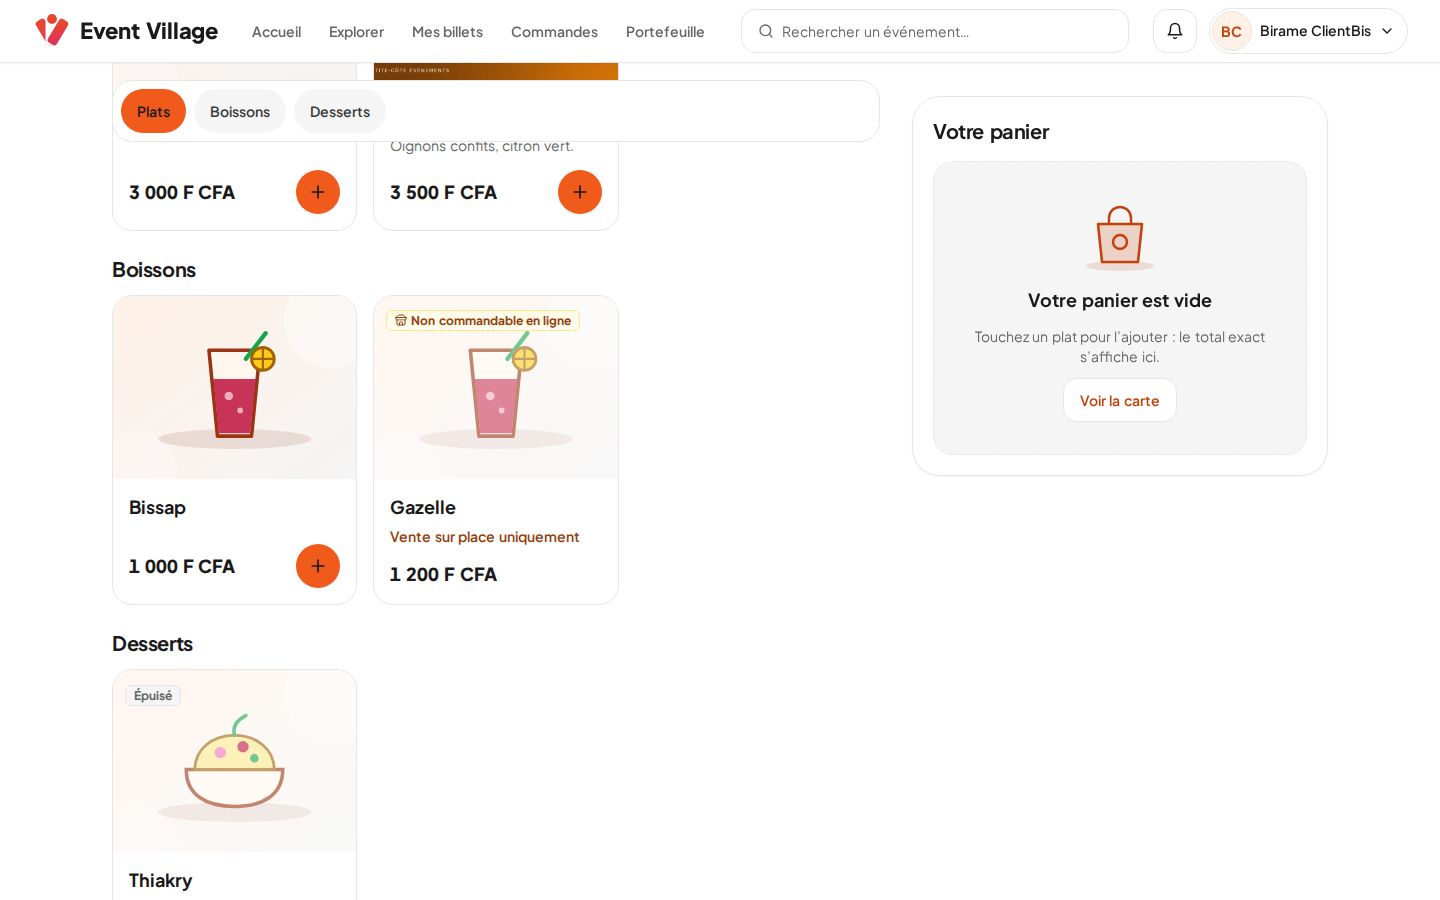 Event Village
Accueil
Explorer
Mes billets
Commandes
Portefeuille
Rechercher un événement…
BC
Birame ClientBis
TITE-CÔTE ÉVÉNEMENTS
Plats
Boissons
Desserts
Oignons confits, citron vert.
3 000 F CFA
3 500 F CFA
Boissons
Non commandable en ligne
Bissap
1 000 F CFA
Gazelle
Vente sur place uniquement
1 200 F CFA
Desserts
Épuisé
Thiakry
Votre panier
Votre panier est vide
Touchez un plat pour l’ajouter : le total exact
s’affiche ici.
Voir la carte